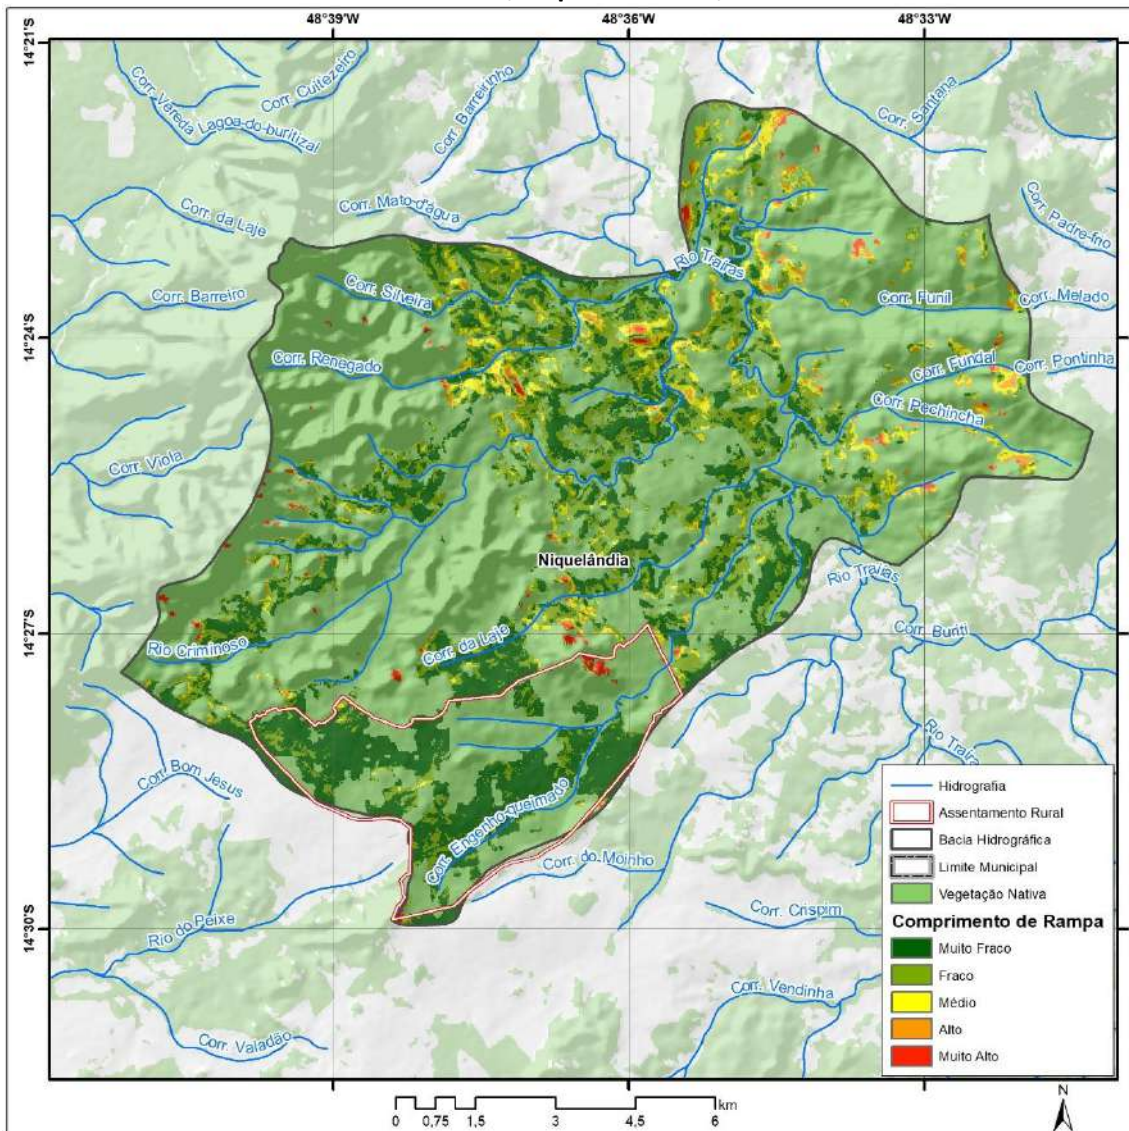 48°39'W
48°36'W
48°33'W
14°21'S
14°24'S
14°27'S
14°30'S
Corr. Vereda Lagoa-do-buritizal
Corr. Cuitezeiro
Corr. Barreirinho
Corr. Santana
Corr. da Laje
Corr. Mato-d'água
Corr. Padre-fno
Rio Traíras
Corr. Barreiro
Corr. Silveira
Corr. Funil
Corr. Melado
Corr. Renegado
Corr. Fundal
Corr. Pontinha
Corr. Pechincha
Corr. Viola
Niquelândia
Rio Traíras
Corr. Buriti
Rio Criminoso
Corr. da Laje
Rio Traíra
Corr. Bom Jesus
Corr. Engenho-queimado
Corr. do Moinho
Rio do Peixe
Corr. Crispim
Corr. Vendinha
Corr. Valadão
Hidrografia
Assentamento Rural
Bacia Hidrográfica
Limite Municipal
Vegetação Nativa
Comprimento de Rampa
Muito Fraco
Fraco
Médio
Alto
Muito Alto
0 0,75 1,5 3 4,5 6 km
N